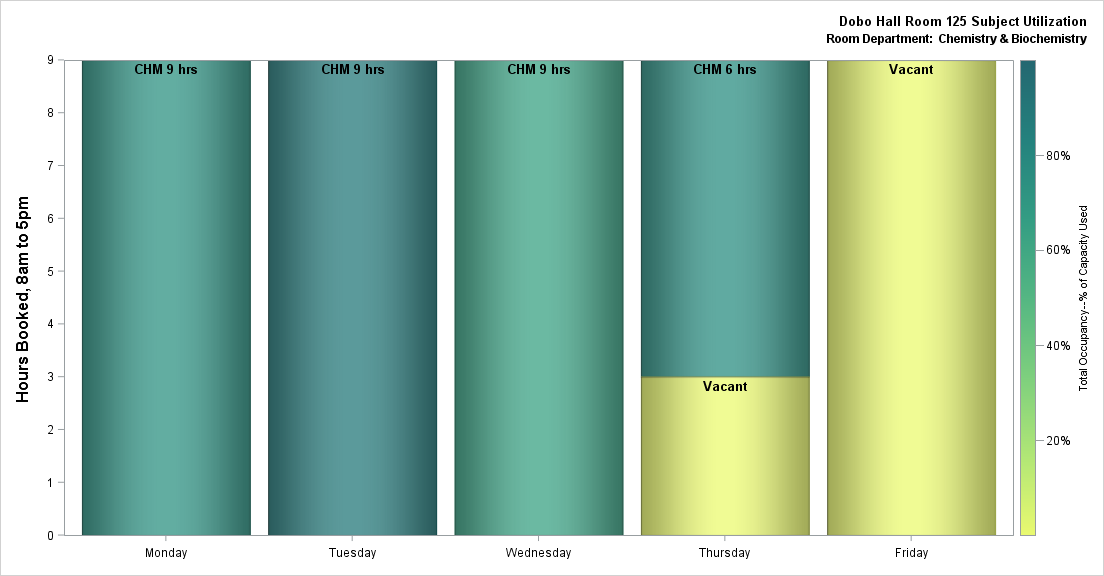 Dobo Hall Room 125 Subject Utilization
Room Department: Chemistry & Biochemistry
Hours Booked, 8am to 5pm
9
8
7
6
5
4
3
2
1
0
CHM 9 hrs
CHM 9 hrs
CHM 9 hrs
CHM 6 hrs
Vacant
Vacant
Monday
Tuesday
Wednesday
Thursday
Friday
80%
60%
40%
20%
Total Occupancy--% of Capacity Used